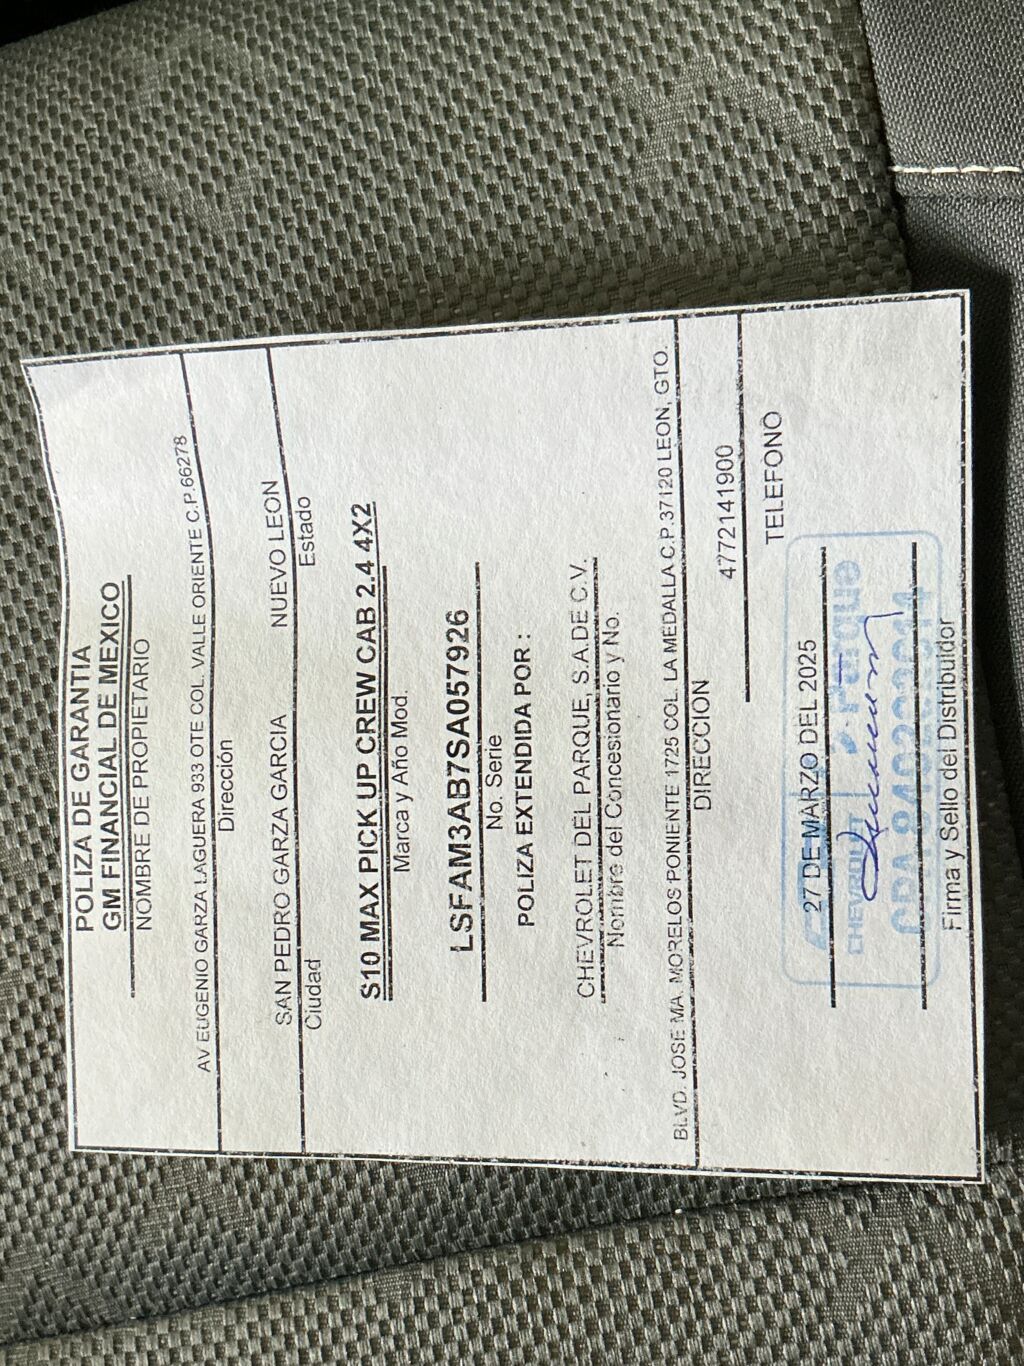 POLIZA DE GARANTIA
GM FINANCIAL DE MEXICO
NOMBRE DE PROPIETARIO
AV EUGENIO GARZA LAGUERA 933 OTE COL. VALLE ORIENTE C.P.66278
Dirección
SAN PEDRO GARZA GARCIA NUEVO LEON
Ciudad Estado
S10 MAX PICK UP CREW CAB 2.4 4X2
Marca y Año Mod.
LSFAM3AB7SA057926
No. Serie
POLIZA EXTENDIDA POR :
CHEVROLET DEL PARQUE, S.A.DE C.V.
Nombre del Concesionario y No.
BLVD. JOSE MA. MORELOS PONIENTE 1725 COL. LA MEDALLA C.P.37120 LEON, GTO.
DIRECCION
4772141900
TELEFONO
27 DE MARZO DEL 2025
CHEVROLET Parque
Firma y Sello del Distribuidor